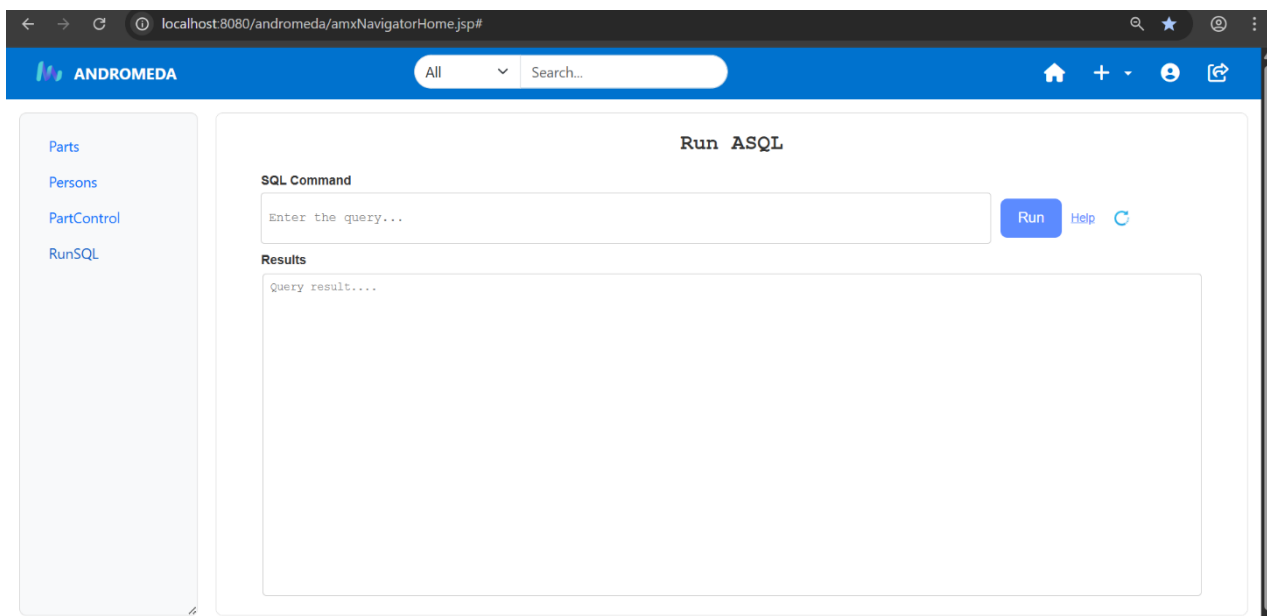 localhost:8080/andromeda/amxNavigatorHome.jsp#
ANDROMEDA
All
Search...
Parts
Persons
PartControl
RunSQL
Run ASQL
SQL Command
Enter the query...
Run
Help
Results
Query result....